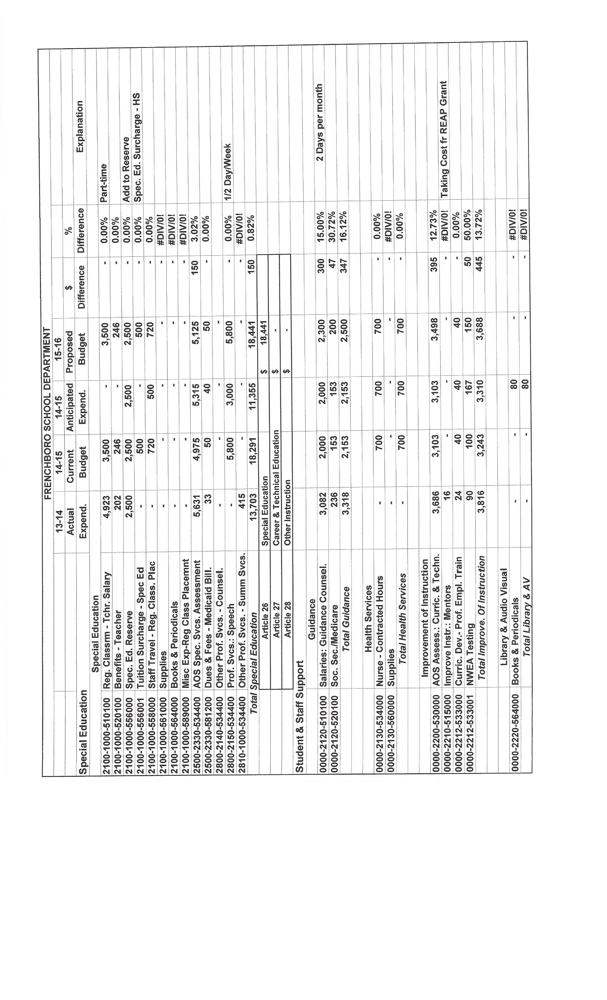 FRENCHBORO SCHOOL DEPARTMENT
13-14 14-15 14-15 15-16
Actual Current Anticipated Proposed $ %
Special Education Expend. Budget Expend. Budget Difference Difference Explanation
Special Education
2100-1000-510100 Reg. Classrm - Tchr. Salary 4,923 3,500 - 3,500 - 0.00% Part-time
2100-1000-520100 Benefits - Teacher 202 246 - 246 - 0.00%
2100-1000-556000 Spec. Ed. Reserve 2,500 2,500 2,500 2,500 - 0.00% Add to Reserve
2100-1000-556001 Tuition Surcharge - Spec Ed - 500 - 500 - 0.00% Spec. Ed. Surcharge - HS
2100-1000-558000 Staff Travel - Reg. Class. Plac - 720 500 720 - 0.00%
2100-1000-561000 Supplies - - - - - #DIV/0!
2100-1000-564000 Books & Periodicals - - - - - #DIV/0!
2100-1000-589000 Misc Exp-Reg Class Placemnt - - - - - #DIV/0!
2500-2330-534400 AOS Spec. Svcs. Assessment 5,631 4,975 5,315 5,125 150 3.02%
2500-2330-581200 Dues & Fees - Medicaid Bill. 33 50 40 50 - 0.00%
2800-2140-534400 Other Prof. Svcs. - Counsel. - - - -
2800-2150-534400 Prof. Svcs.: Speech - 5,800 3,000 5,800 - 0.00% 1/2 Day/Week
2810-1000-534400 Other Prof. Svcs. - Summ Svcs. 415 - - - - #DIV/0!
Total Special Education 13,703 18,291 11,355 18,441 150 0.82%
Article 26 Special Education $ 18,441
Article 27 Career & Technical Education $ -
Article 28 Other Instruction $ -
Student & Staff Support
Guidance
0000-2120-510100 Salaries: Guidance Counsel. 3,082 2,000 2,000 2,300 300 15.00% 2 Days per month
0000-2120-520100 Soc. Sec./Medicare 236 153 153 200 47 30.72%
Total Guidance 3,318 2,153 2,153 2,500 347 16.12%
Health Services
0000-2130-534000 Nurse - Contracted Hours - 700 700 700 - 0.00%
0000-2130-560000 Supplies - - - - - #DIV/0!
Total Health Services - 700 700 700 - 0.00%
Improvement of Instruction
0000-2200-530000 AOS Assess.: Curric. & Techn. 3,686 3,103 3,103 3,498 395 12.73%
0000-2210-515000 Improve Instr.: Mentors 16 - - - - #DIV/0! Taking Cost fr REAP Grant
0000-2212-533000 Curric. Dev.- Prof. Empl. Train 24 40 40 40 - 0.00%
0000-2212-533001 NWEA Testing 90 100 167 150 50 50.00%
Total Improve. Of Instruction 3,816 3,243 3,310 3,688 445 13.72%
Library & Audio Visual
0000-2220-564000 Books & Periodicals - - 80 - - #DIV/0!
Total Library & AV - - 80 - - #DIV/0!